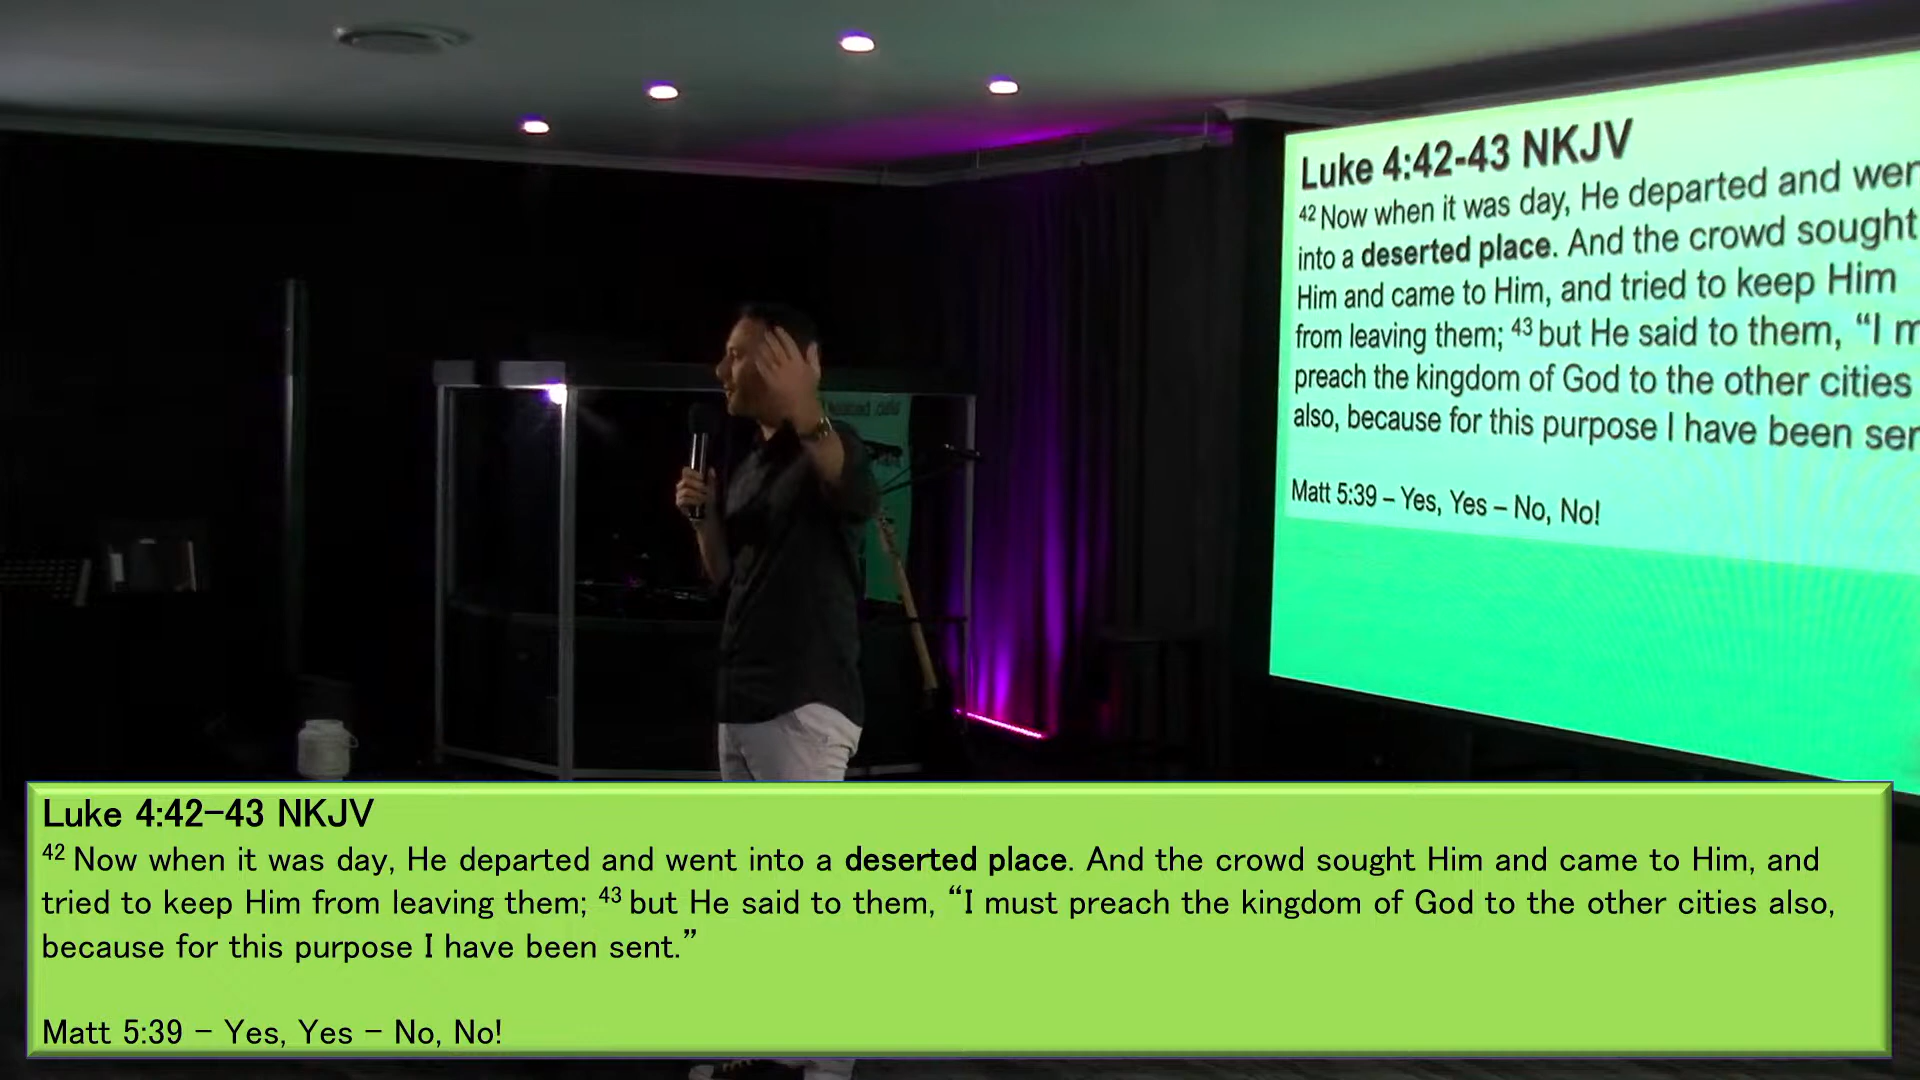 Luke 4:42-43 NKJV
42 Now when it was day, He departed and wer
into a deserted place. And the crowd sought
Him and came to Him, and tried to keep Him
from leaving them; 43 but He said to them, “I m
preach the kingdom of God to the other cities
also, because for this purpose I have been ser
Matt 5:39 – Yes, Yes – No, No!
Luke 4:42-43 NKJV
42 Now when it was day, He departed and went into a deserted place. And the crowd sought Him and came to Him, and
tried to keep Him from leaving them; 43 but He said to them, “I must preach the kingdom of God to the other cities also,
because for this purpose I have been sent.”
Matt 5:39 – Yes, Yes – No, No!